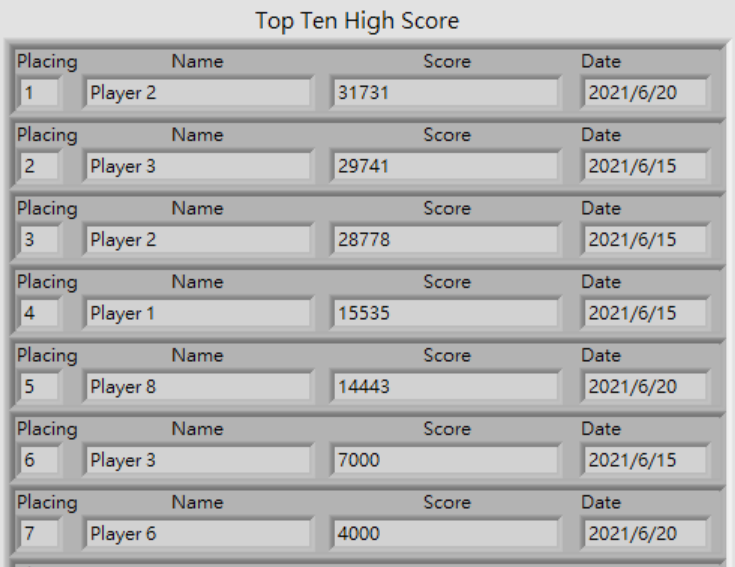 Top Ten High Score
Placing Name Score Date
1 Player 2 31731 2021/6/20
Placing Name Score Date
2 Player 3 29741 2021/6/15
Placing Name Score Date
3 Player 2 28778 2021/6/15
Placing Name Score Date
4 Player 1 15535 2021/6/15
Placing Name Score Date
5 Player 8 14443 2021/6/20
Placing Name Score Date
6 Player 3 7000 2021/6/15
Placing Name Score Date
7 Player 6 4000 2021/6/20